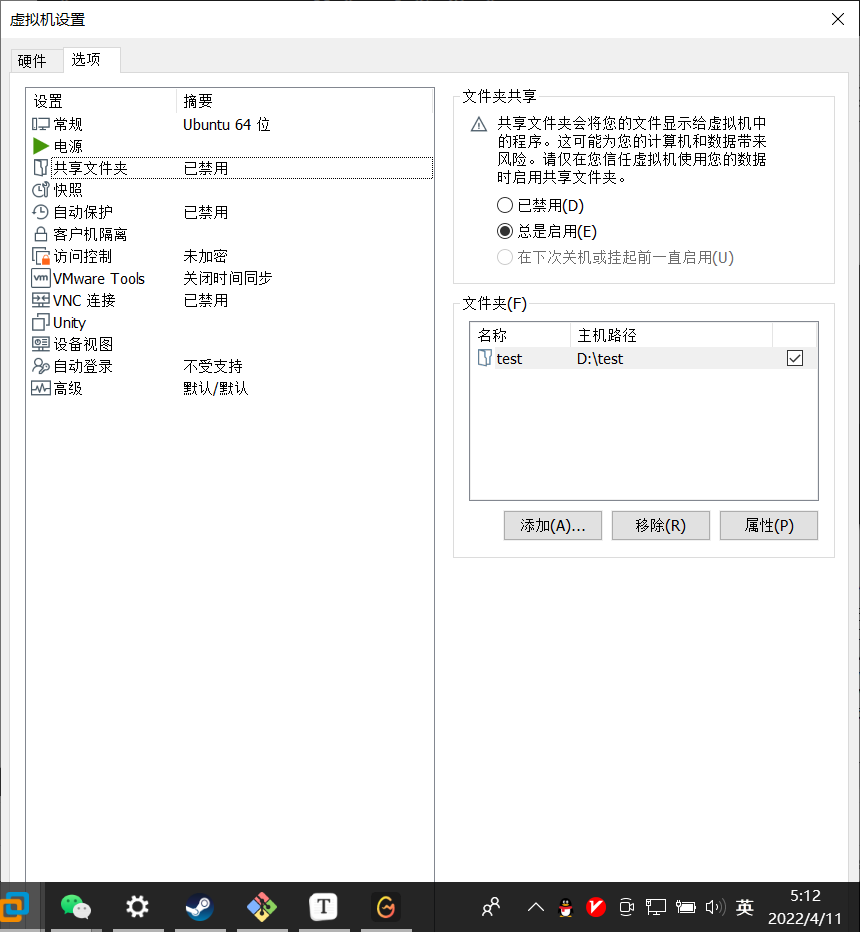 虚拟机设置
硬件 选项
设置 摘要
常规 Ubuntu 64 位
电源
共享文件夹 已禁用
快照
自动保护 已禁用
客户机隔离
访问控制 未加密
vm VMware Tools 关闭时间同步
VNC 连接 已禁用
Unity
设备视图
自动登录 不受支持
高级 默认/默认
文件夹共享
共享文件夹会将您的文件显示给虚拟机中
的程序。这可能为您的计算机和数据带来
风险。请仅在您信任虚拟机使用您的数据
时启用共享文件夹。
已禁用(D)
总是启用(E)
在下次关机或挂起前一直启用(U)
文件夹(F)
名称 主机路径
test D:\test
添加(A)... 移除(R) 属性(P)
T
英
5:12
2022/4/11